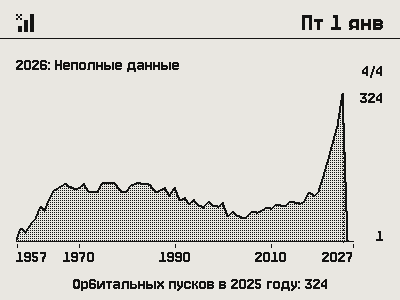 Пт 1 янв
2026: Неполные данные
4/4
324
1
1957 1970 1990 2010 2027
Орбитальных пусков в 2025 году: 324